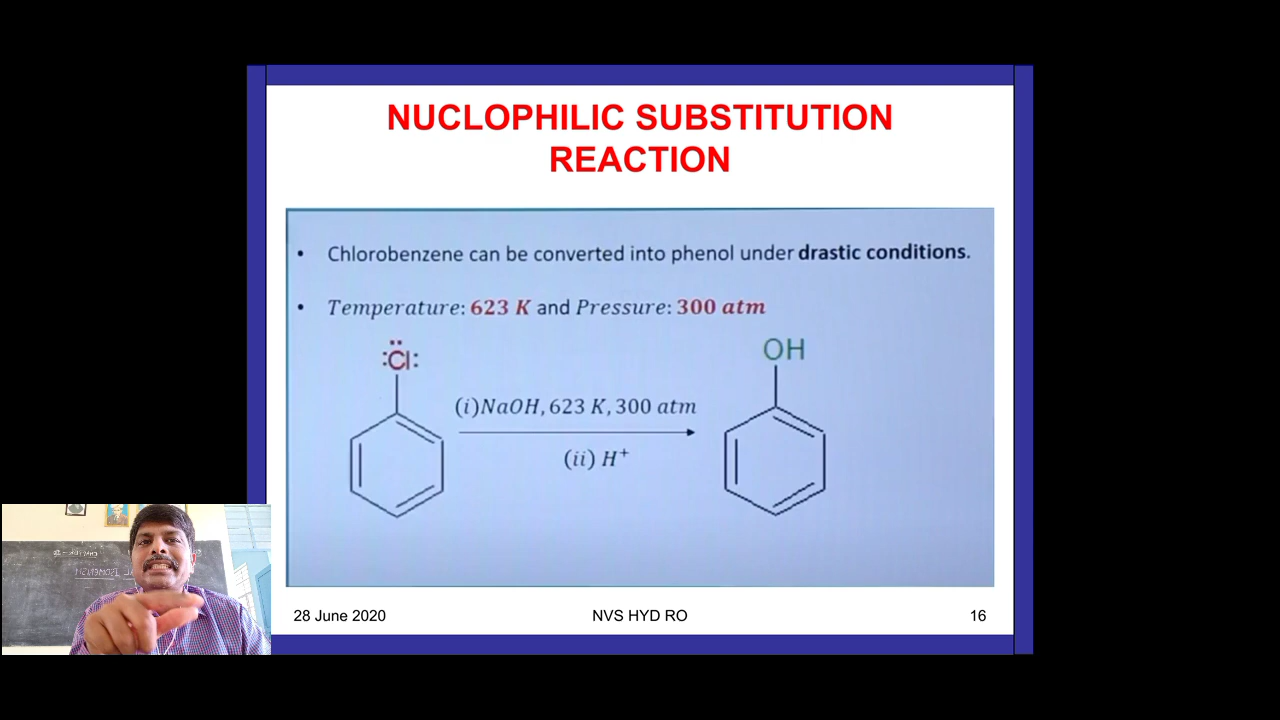 NUCLOPHILIC SUBSTITUTION
REACTION
• Chlorobenzene can be converted into phenol under drastic conditions.
• Temperature: 623 K and Pressure: 300 atm
:C̈l:
OH
(i)NaOH, 623 K, 300 atm
(ii) H⁺
28 June 2020
NVS HYD RO
16